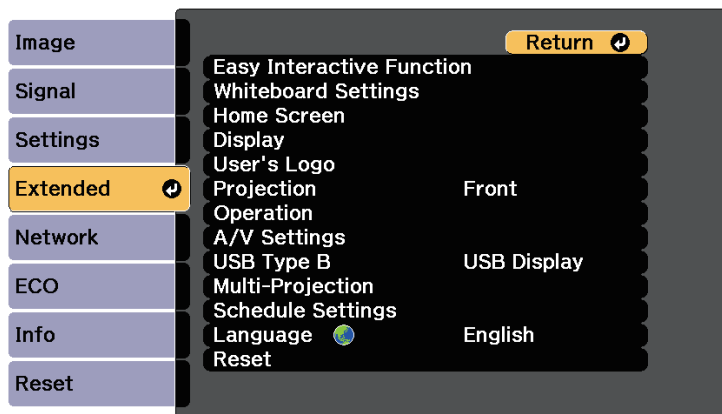 Image
Signal
Settings
Extended
Network
ECO
Info
Reset
Return
Easy Interactive Function
Whiteboard Settings
Home Screen
Display
User's Logo
Projection Front
Operation
A/V Settings
USB Type B USB Display
Multi-Projection
Schedule Settings
Language English
Reset